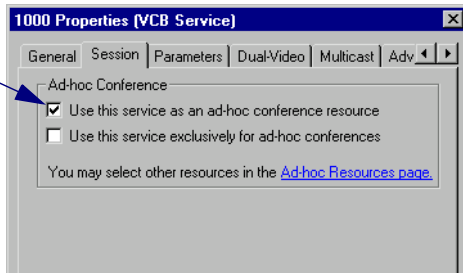 1000 Properties (VCB Service)
General Session Parameters Dual-Video Multicast Adv
Ad-hoc Conference
Use this service as an ad-hoc conference resource
Use this service exclusively for ad-hoc conferences
You may select other resources in the Ad-hoc Resources page.